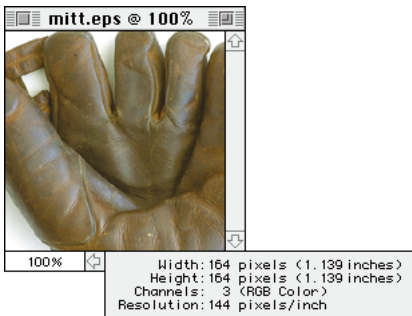 mitt.eps @ 100%
100%
Width: 164 pixels (1.139 inches)
Height: 164 pixels (1.139 inches)
Channels: 3 (RGB Color)
Resolution: 144 pixels/inch